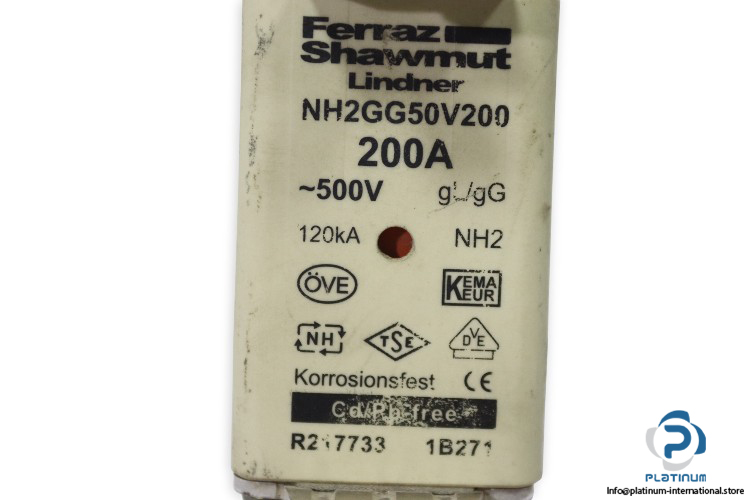 Ferraz
Shawmut
Lindner
NH2GG50V200
200A
~500V gL/gG
120kA NH2
ÖVE KEMA KEUR
NH TSE DVE
Korrosionsfest CE
Cd/Pb-free
1B271
PLATINUM
Info@platinum-international.store